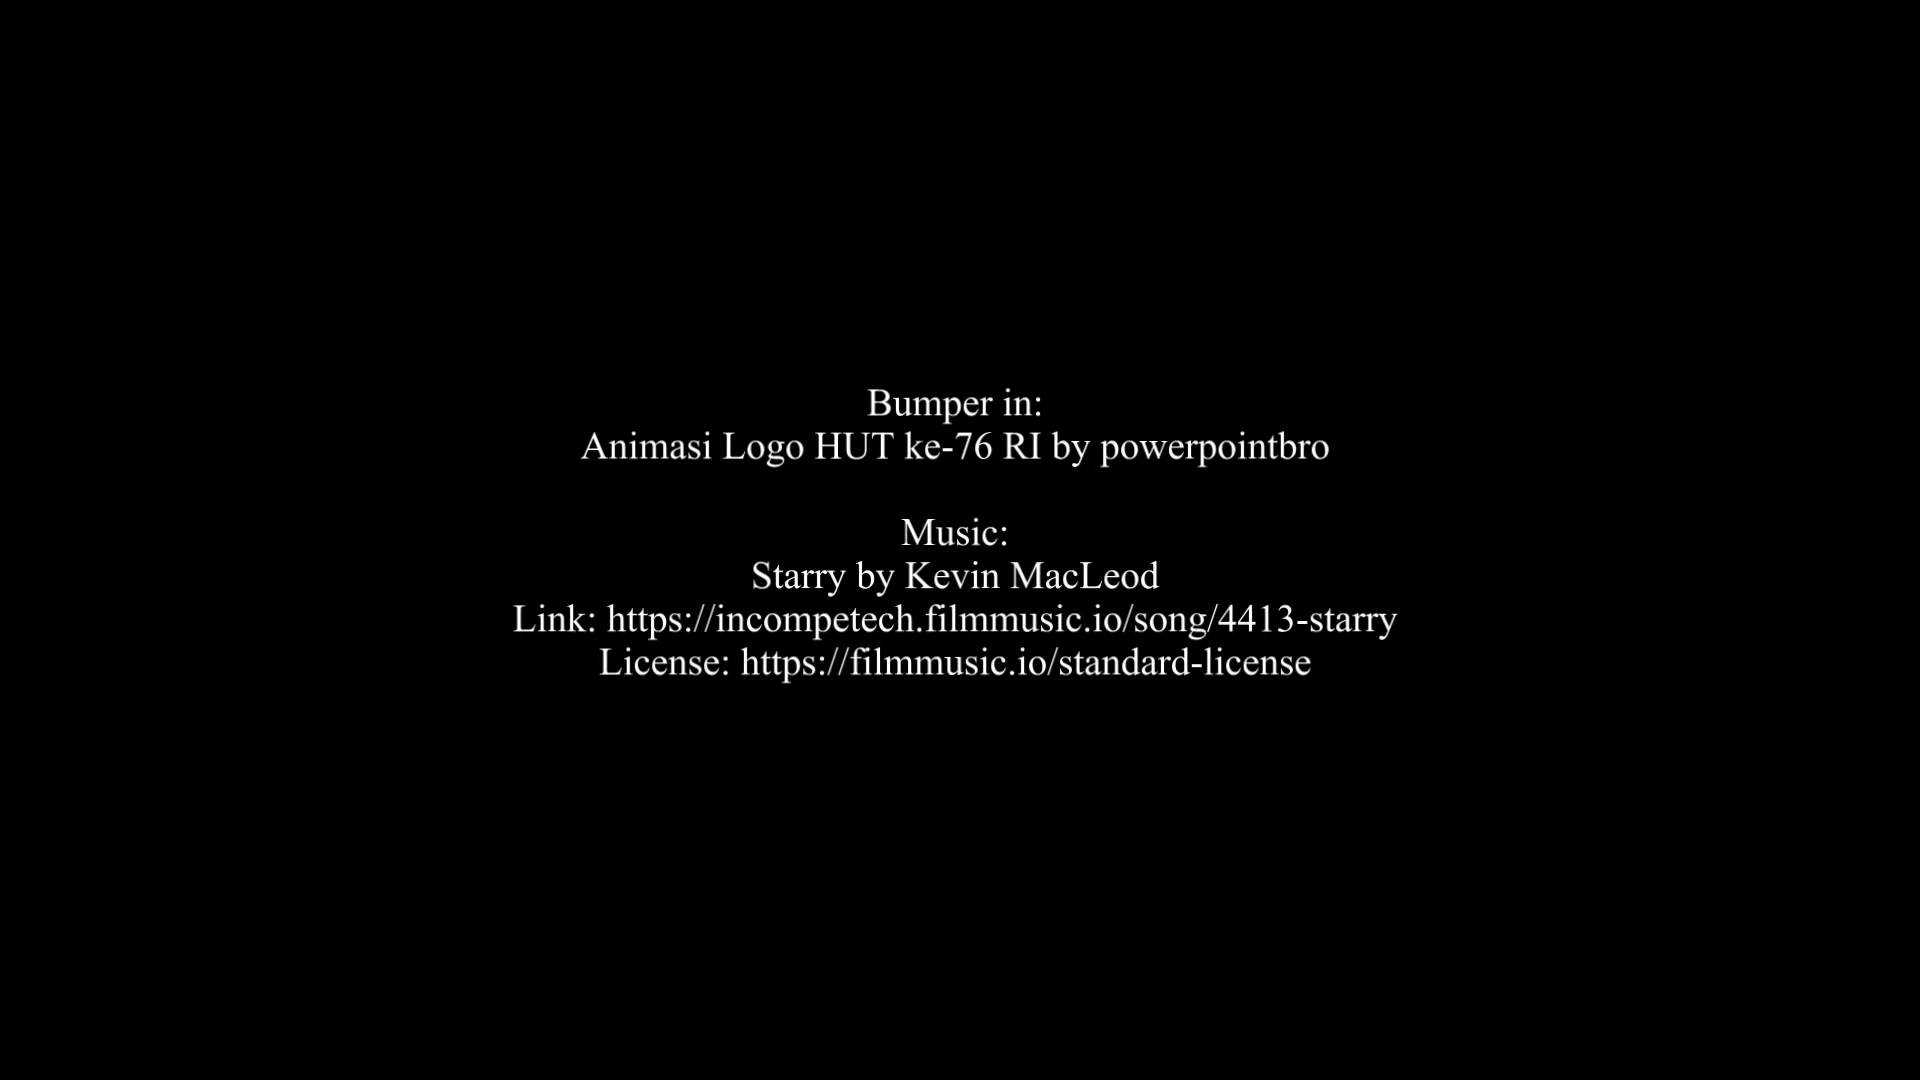 Bumper in:
Animasi Logo HUT ke-76 RI by powerpointbro
Music:
Starry by Kevin MacLeod
Link: https://incompetech.filmmusic.io/song/4413-starry
License: https://filmmusic.io/standard-license